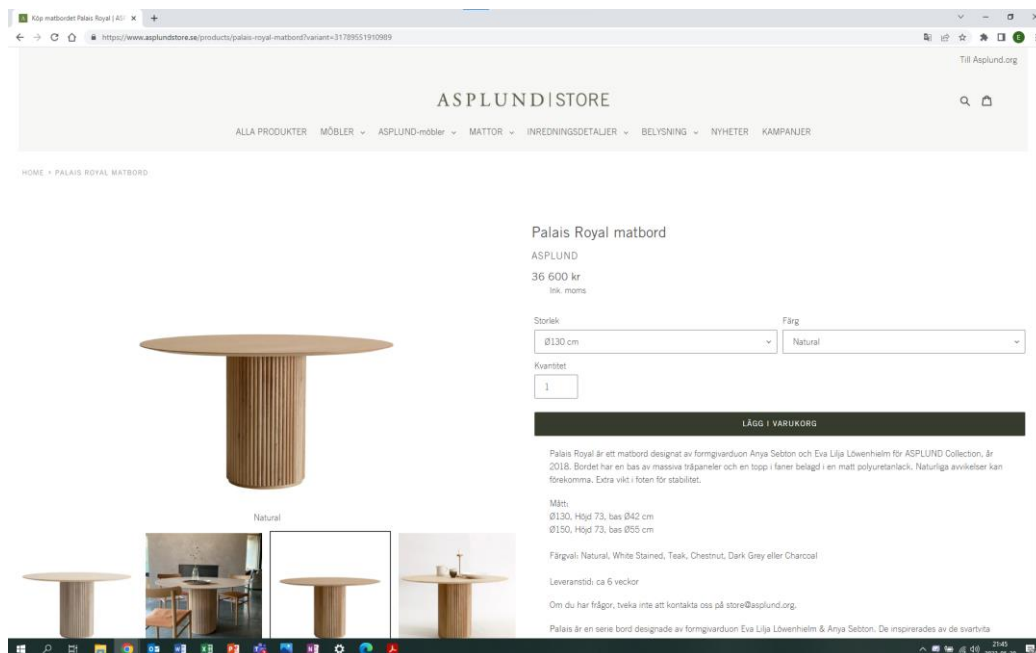 Köp matbordet Palais Royal | AS
https://www.asplundstore.se/products/palais-royal-matbord?variant=31789551910989
E
Till Asplund.org
ASPLUND|STORE
ALLA PRODUKTER MÖBLER ASPLUND-möbler MATTOR INREDNINGSDETALJER BELYSNING NYHETER KAMPANJER
HOME • PALAIS ROYAL MATBORD
Palais Royal matbord
ASPLUND
36 600 kr
Ink. moms
Storlek Färg
Ø130 cm Natural
Kvantitet
1
LÄGG I VARUKORG
Palais Royal är ett matbord designat av formgivarduon Anya Sebton och Eva Lilja Löwenhielm för ASPLUND Collection, år
2018. Bordet har en bas av massiva träpaneler och en topp i faner belagd i en matt polyuretanlack. Naturliga avvikelser kan
förekomma. Extra vikt i foten för stabilitet.
Mått:
Ø130, Höjd 73, bas Ø42 cm
Ø150, Höjd 73, bas Ø55 cm
Natural
Färgval: Natural, White Stained, Teak, Chestnut, Dark Grey eller Charcoal
Leveranstid: ca 6 veckor
Om du har frågor, tveka inte att kontakta oss på store@asplund.org.
Palais är en serie bord designade av formgivarduon Eva Lilja Löwenhielm & Anya Sebton. De inspirerades av de svartvita
21:45